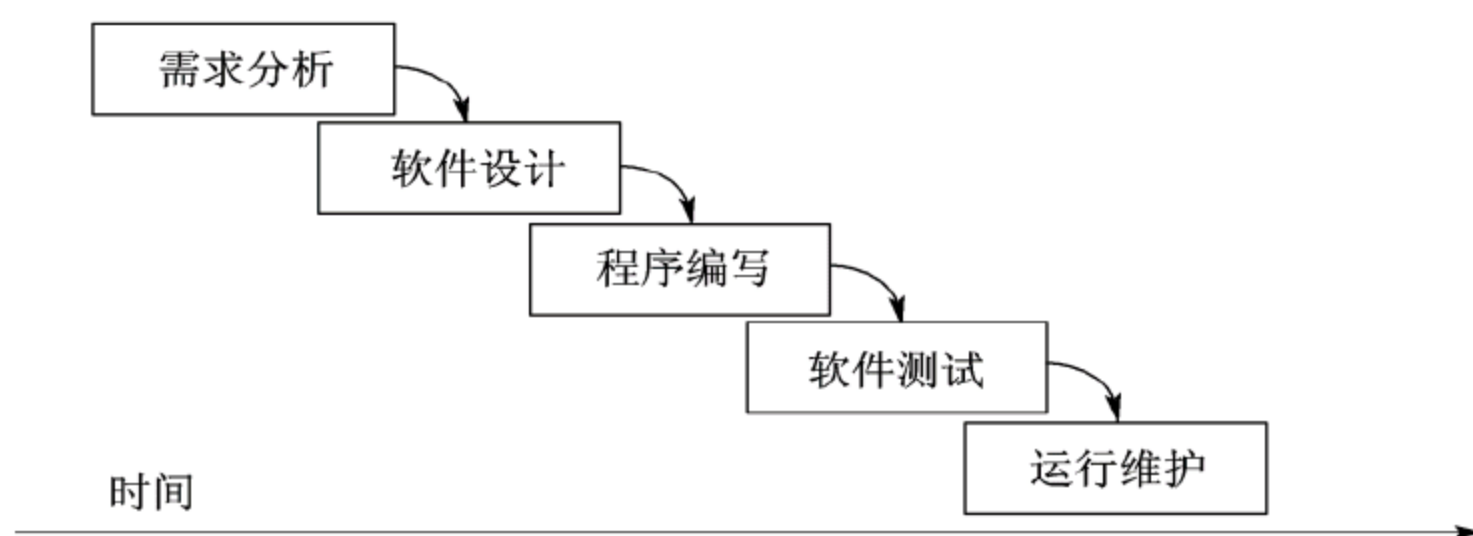 需求分析
软件设计
程序编写
软件测试
运行维护
时间